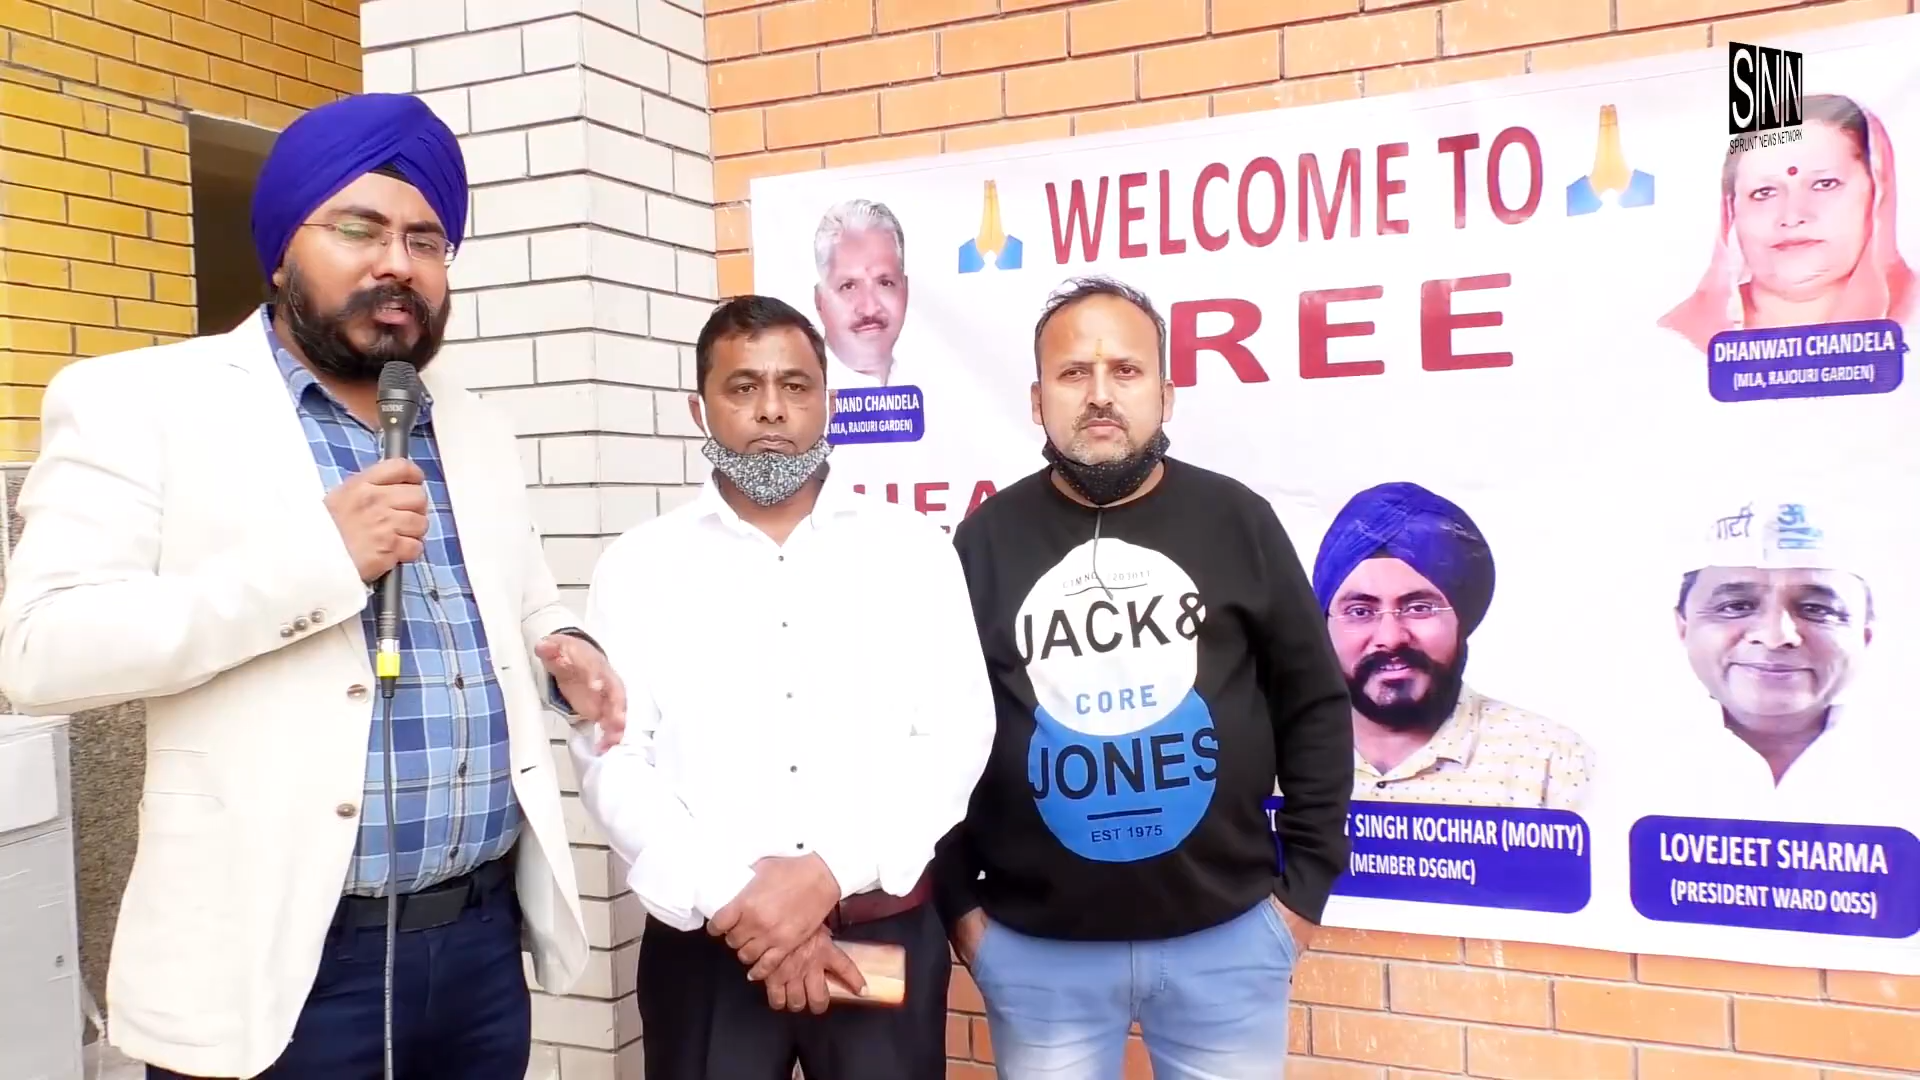 SNN
SPRUNT NEWS NETWORK
WELCOME TO
REE
DHANWATI CHANDELA
(MLA, RAJOURI GARDEN)
NAND CHANDELA
MLA, RAJOURI GARDEN)
HEA
JACK&
CORE
JONES
EST 1975
SINGH KOCHHAR (MONTY)
(MEMBER DSGMC)
LOVEJEET SHARMA
(PRESIDENT WARD 005S)